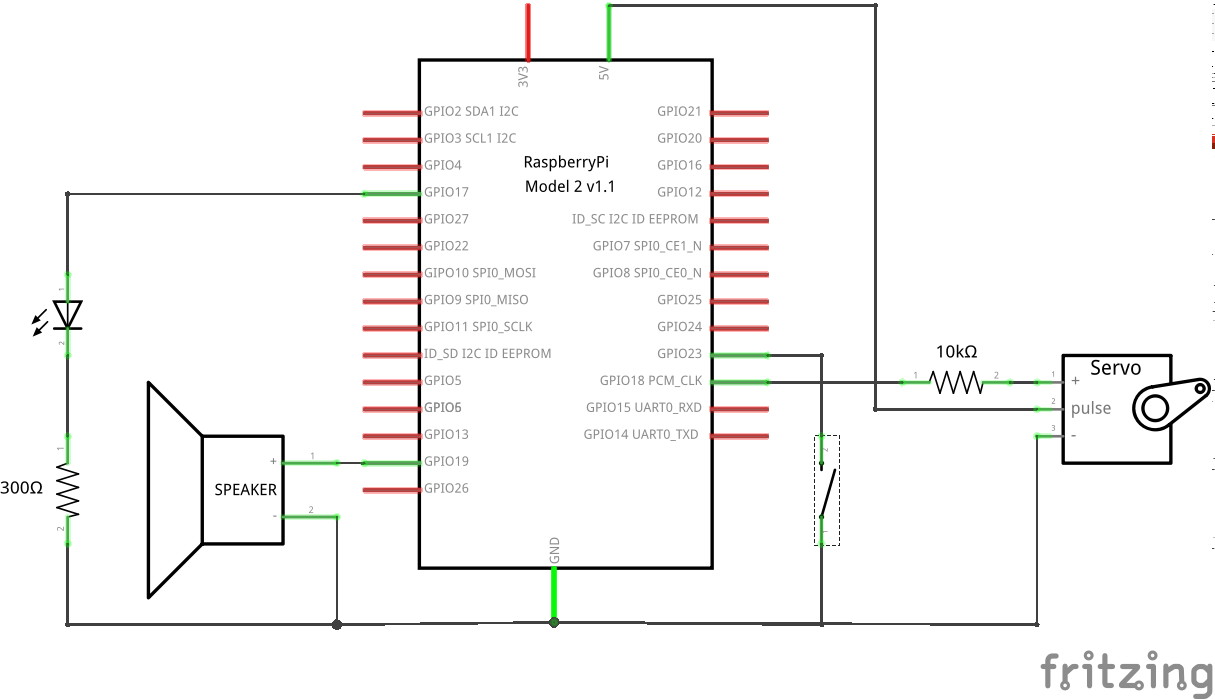 3V3
5V
GPIO2 SDA1 I2C
GPIO3 SCL1 I2C
GPIO4
GPIO17
GPIO27
GPIO22
GIPO10 SPI0_MOSI
GPIO9 SPI0_MISO
GPIO11 SPI0_SCLK
ID_SD I2C ID EEPROM
GPIO5
GPIO6
GPIO13
GPIO19
GPIO26
RaspberryPi
Model 2 v1.1
GPIO21
GPIO20
GPIO16
GPIO12
ID_SC I2C ID EEPROM
GPIO7 SPI0_CE1_N
GPIO8 SPI0_CE0_N
GPIO25
GPIO24
GPIO23
GPIO18 PCM_CLK
GPIO15 UART0_RXD
GPIO14 UART0_TXD
GND
1
2
1
300Ω
2
SPEAKER
+
1
-
2
2
1
10kΩ
1
2
Servo
1
+
2
pulse
3
-
fritzing